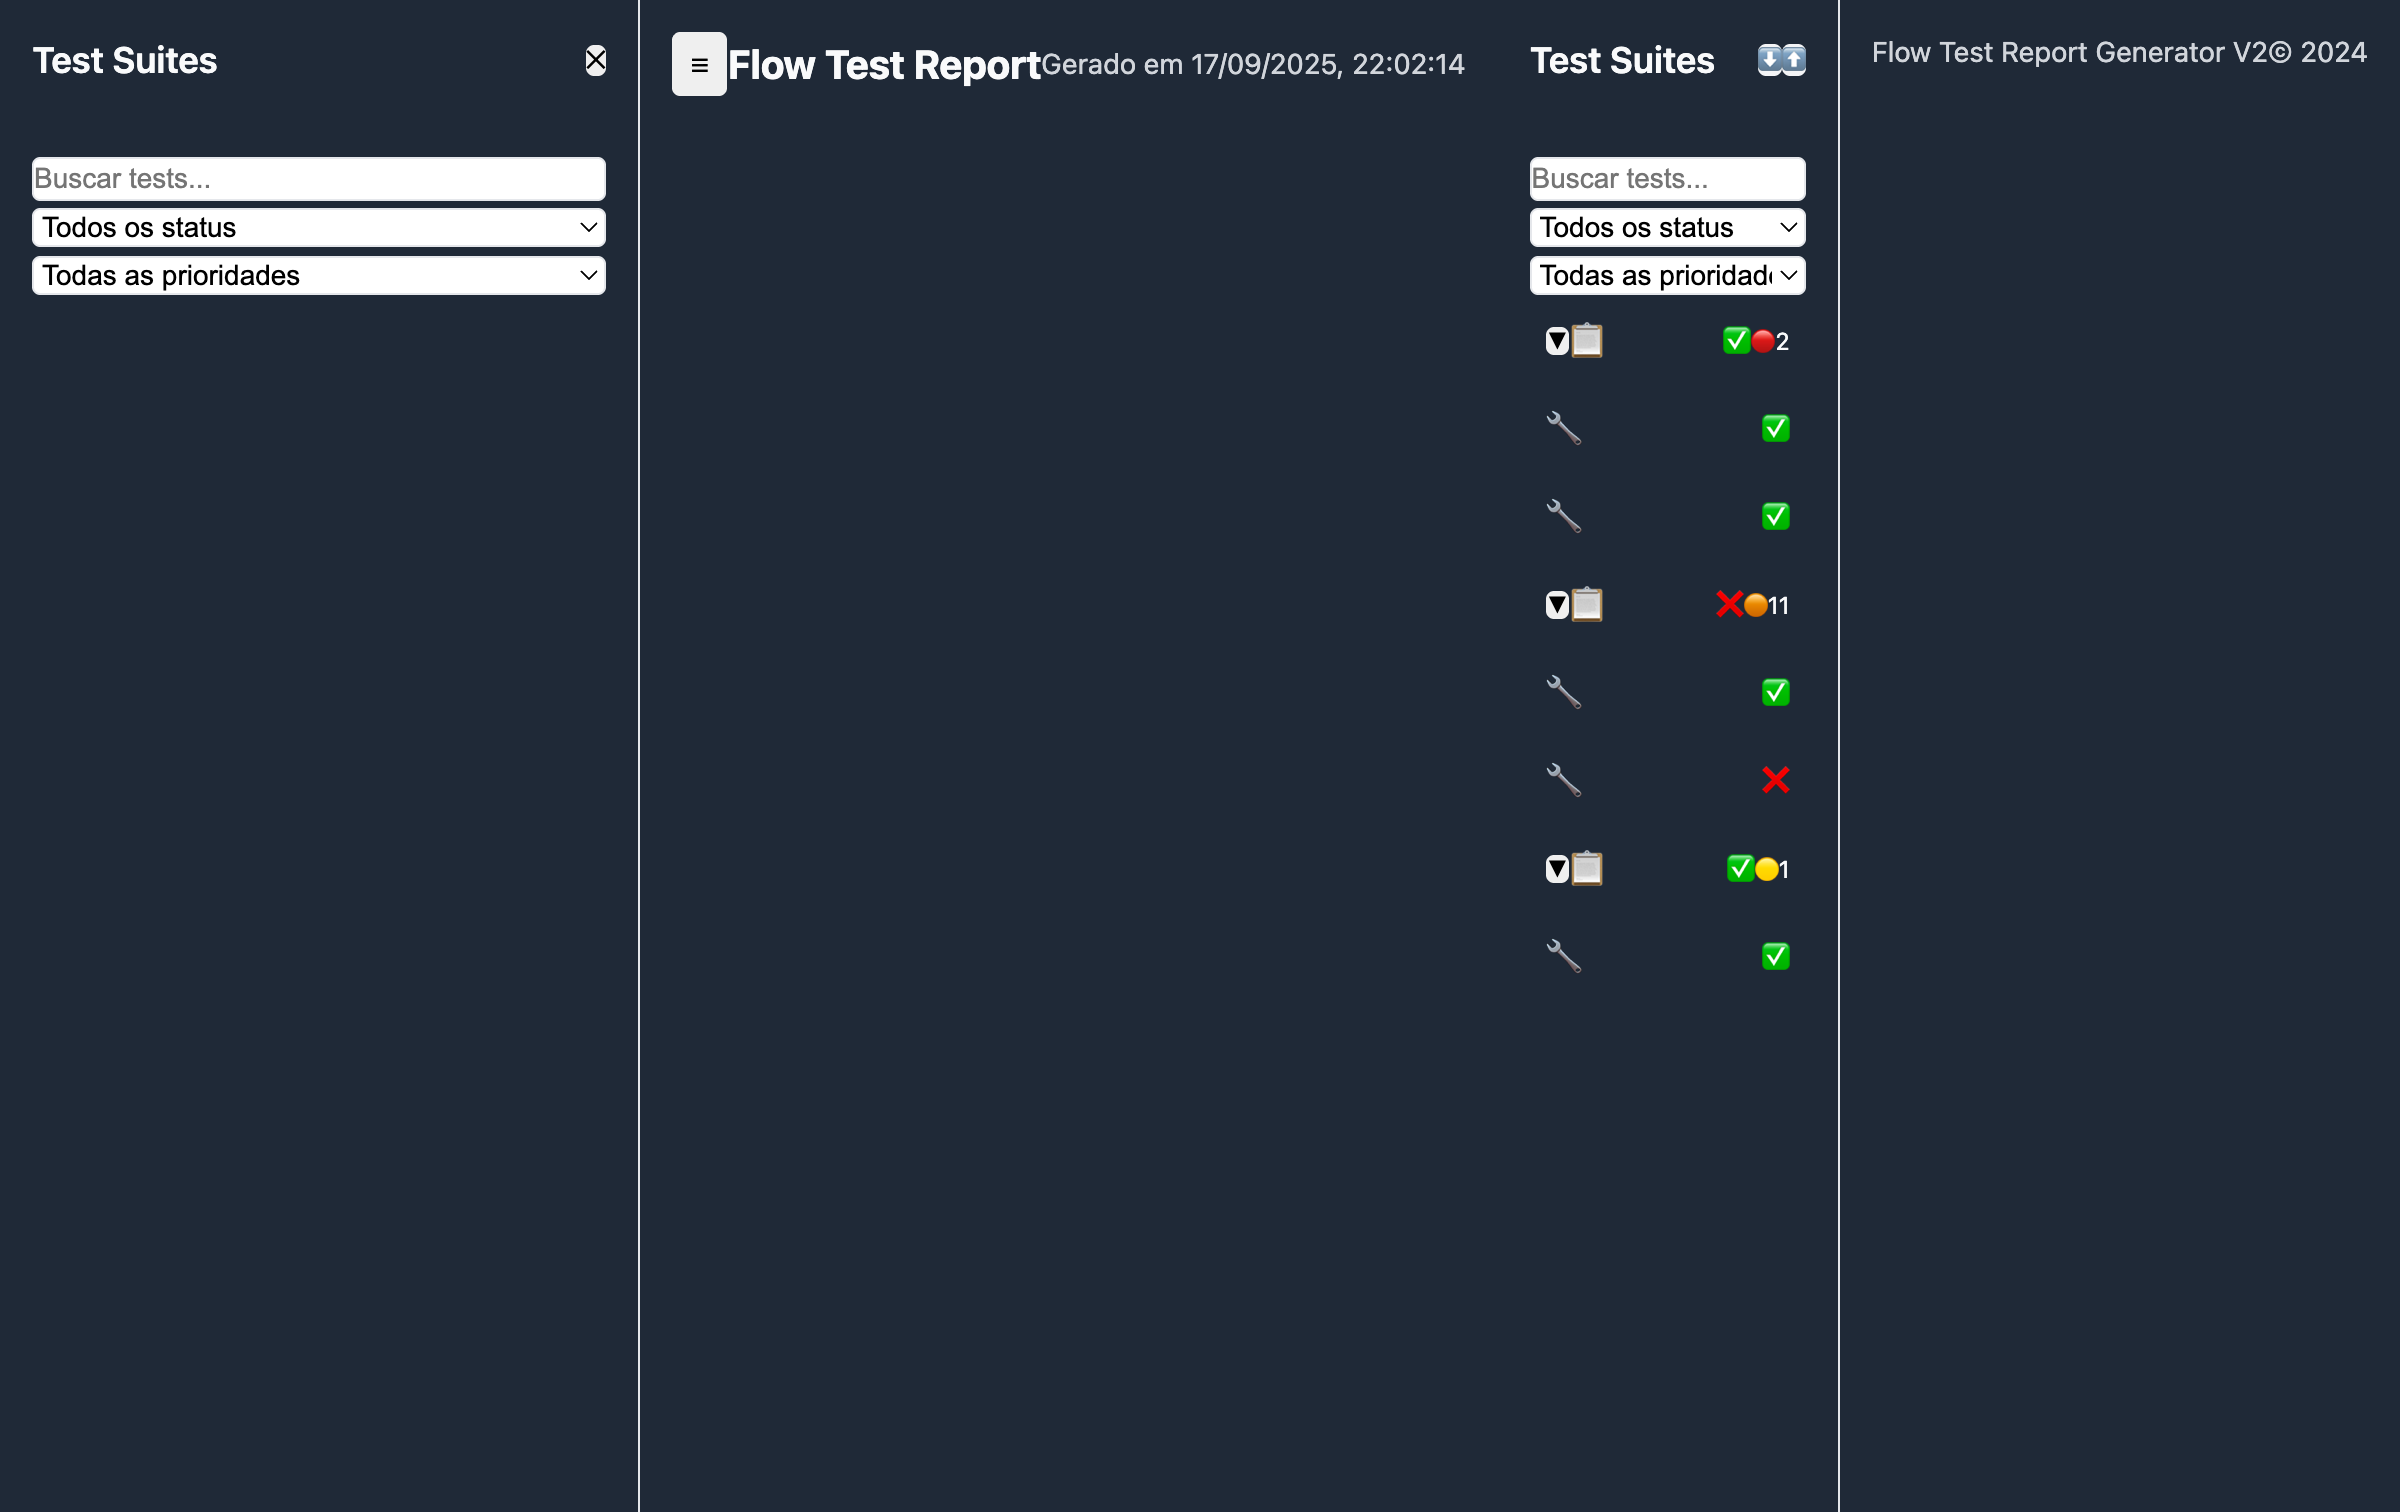 Test Suites
Buscar tests...
Todos os status
Todas as prioridades
Flow Test Report
Gerado em 17/09/2025, 22:02:14
Test Suites
Buscar tests...
Todos os status
Todas as prioridad
2
11
1
Flow Test Report Generator V2© 2024